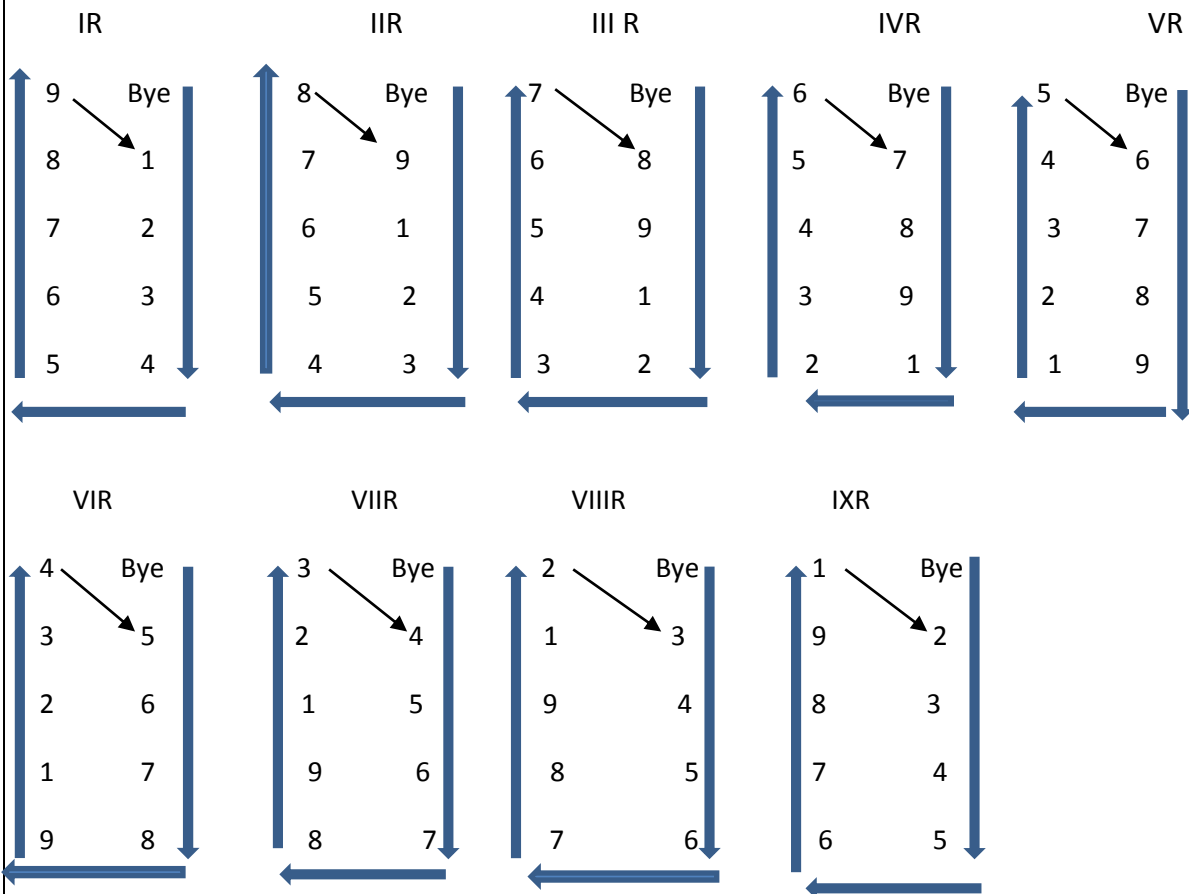 IR IIR III R IVR VR
9 Bye 8 Bye 7 Bye 6 Bye 5 Bye
8 1 7 9 6 8 5 7 4 6
7 2 6 1 5 9 4 8 3 7
6 3 5 2 4 1 3 9 2 8
5 4 4 3 3 2 2 1 1 9
VIR VIIR VIIIR IXR
4 Bye 3 Bye 2 Bye 1 Bye
3 5 2 4 1 3 9 2
2 6 1 5 9 4 8 3
1 7 9 6 8 5 7 4
9 8 8 7 7 6 6 5